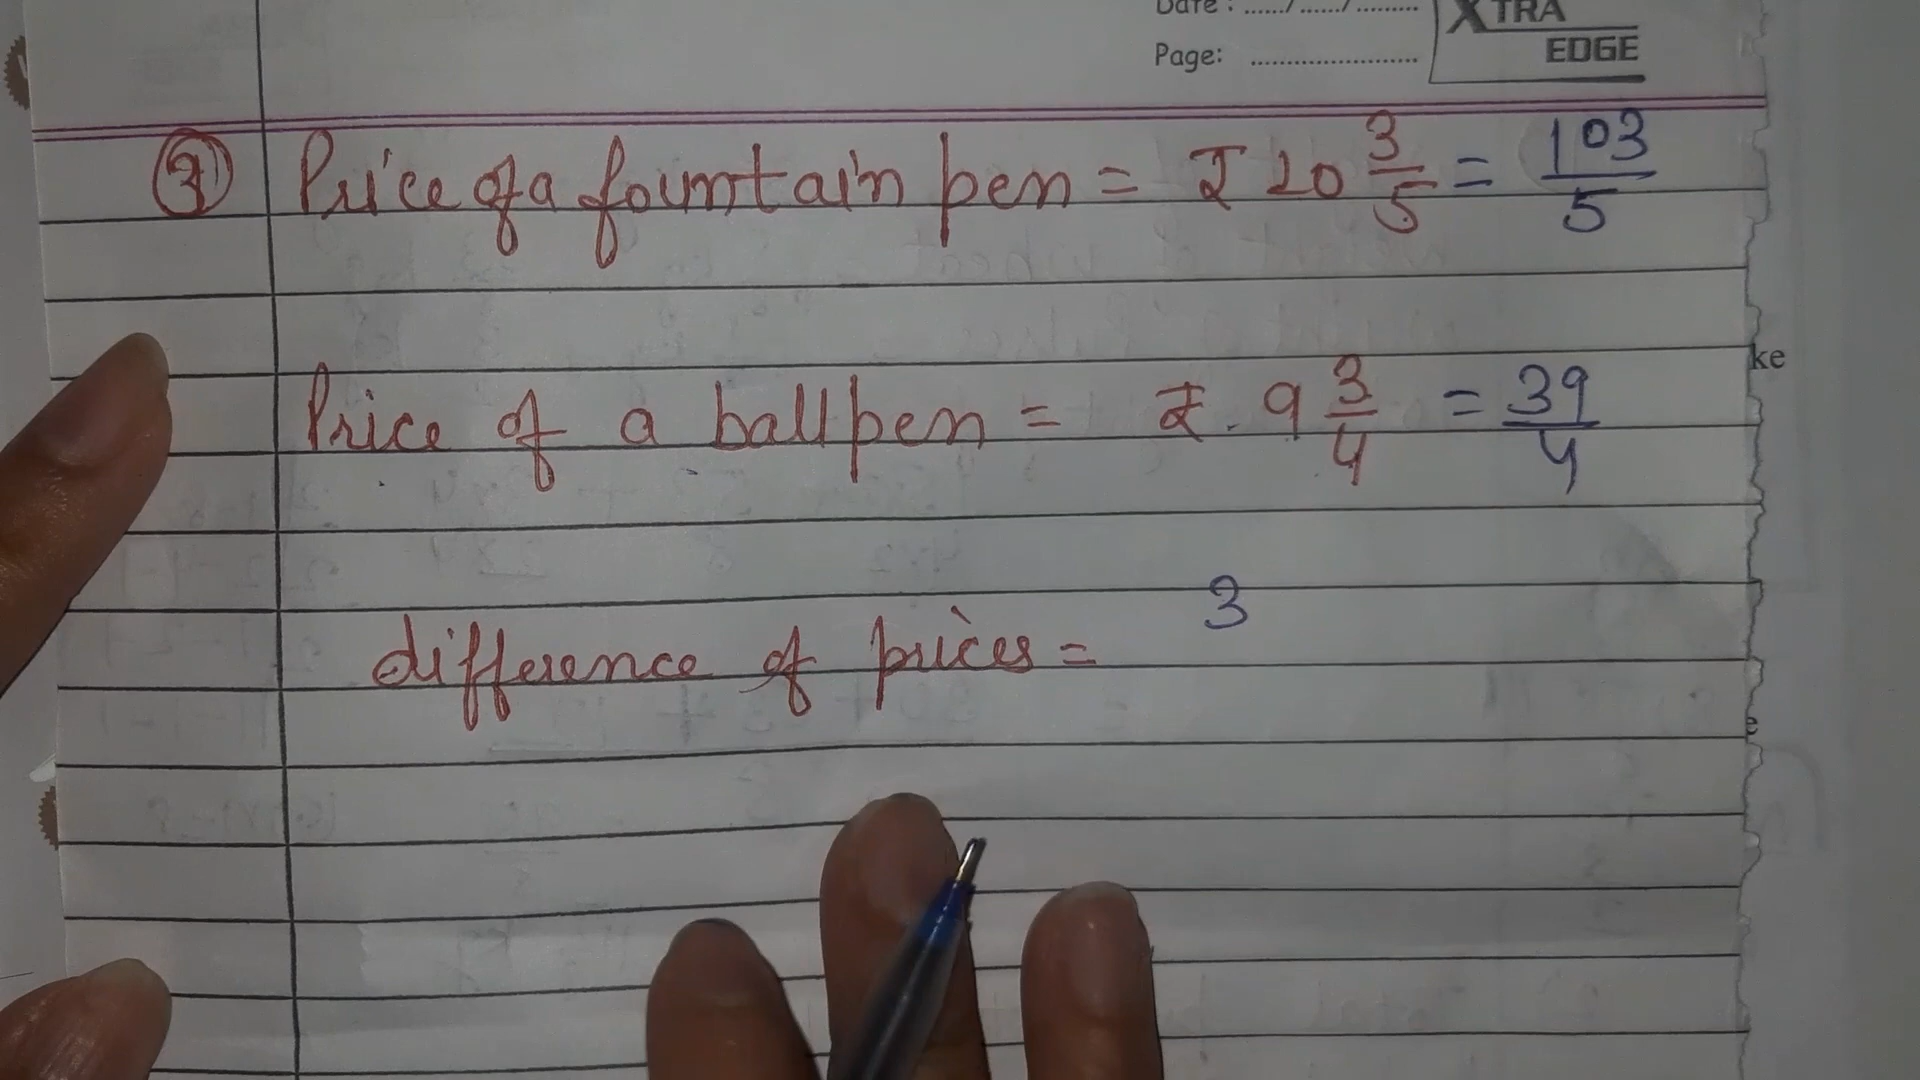 Date : ....../....../.........
Page: ........................
XTRA
EDGE
Price of a fountain pen = ₹ 20 3/5 = 103/5
Price of a ball pen = ₹. 9 3/4 = 39/4
ke
3
difference of prices =
e